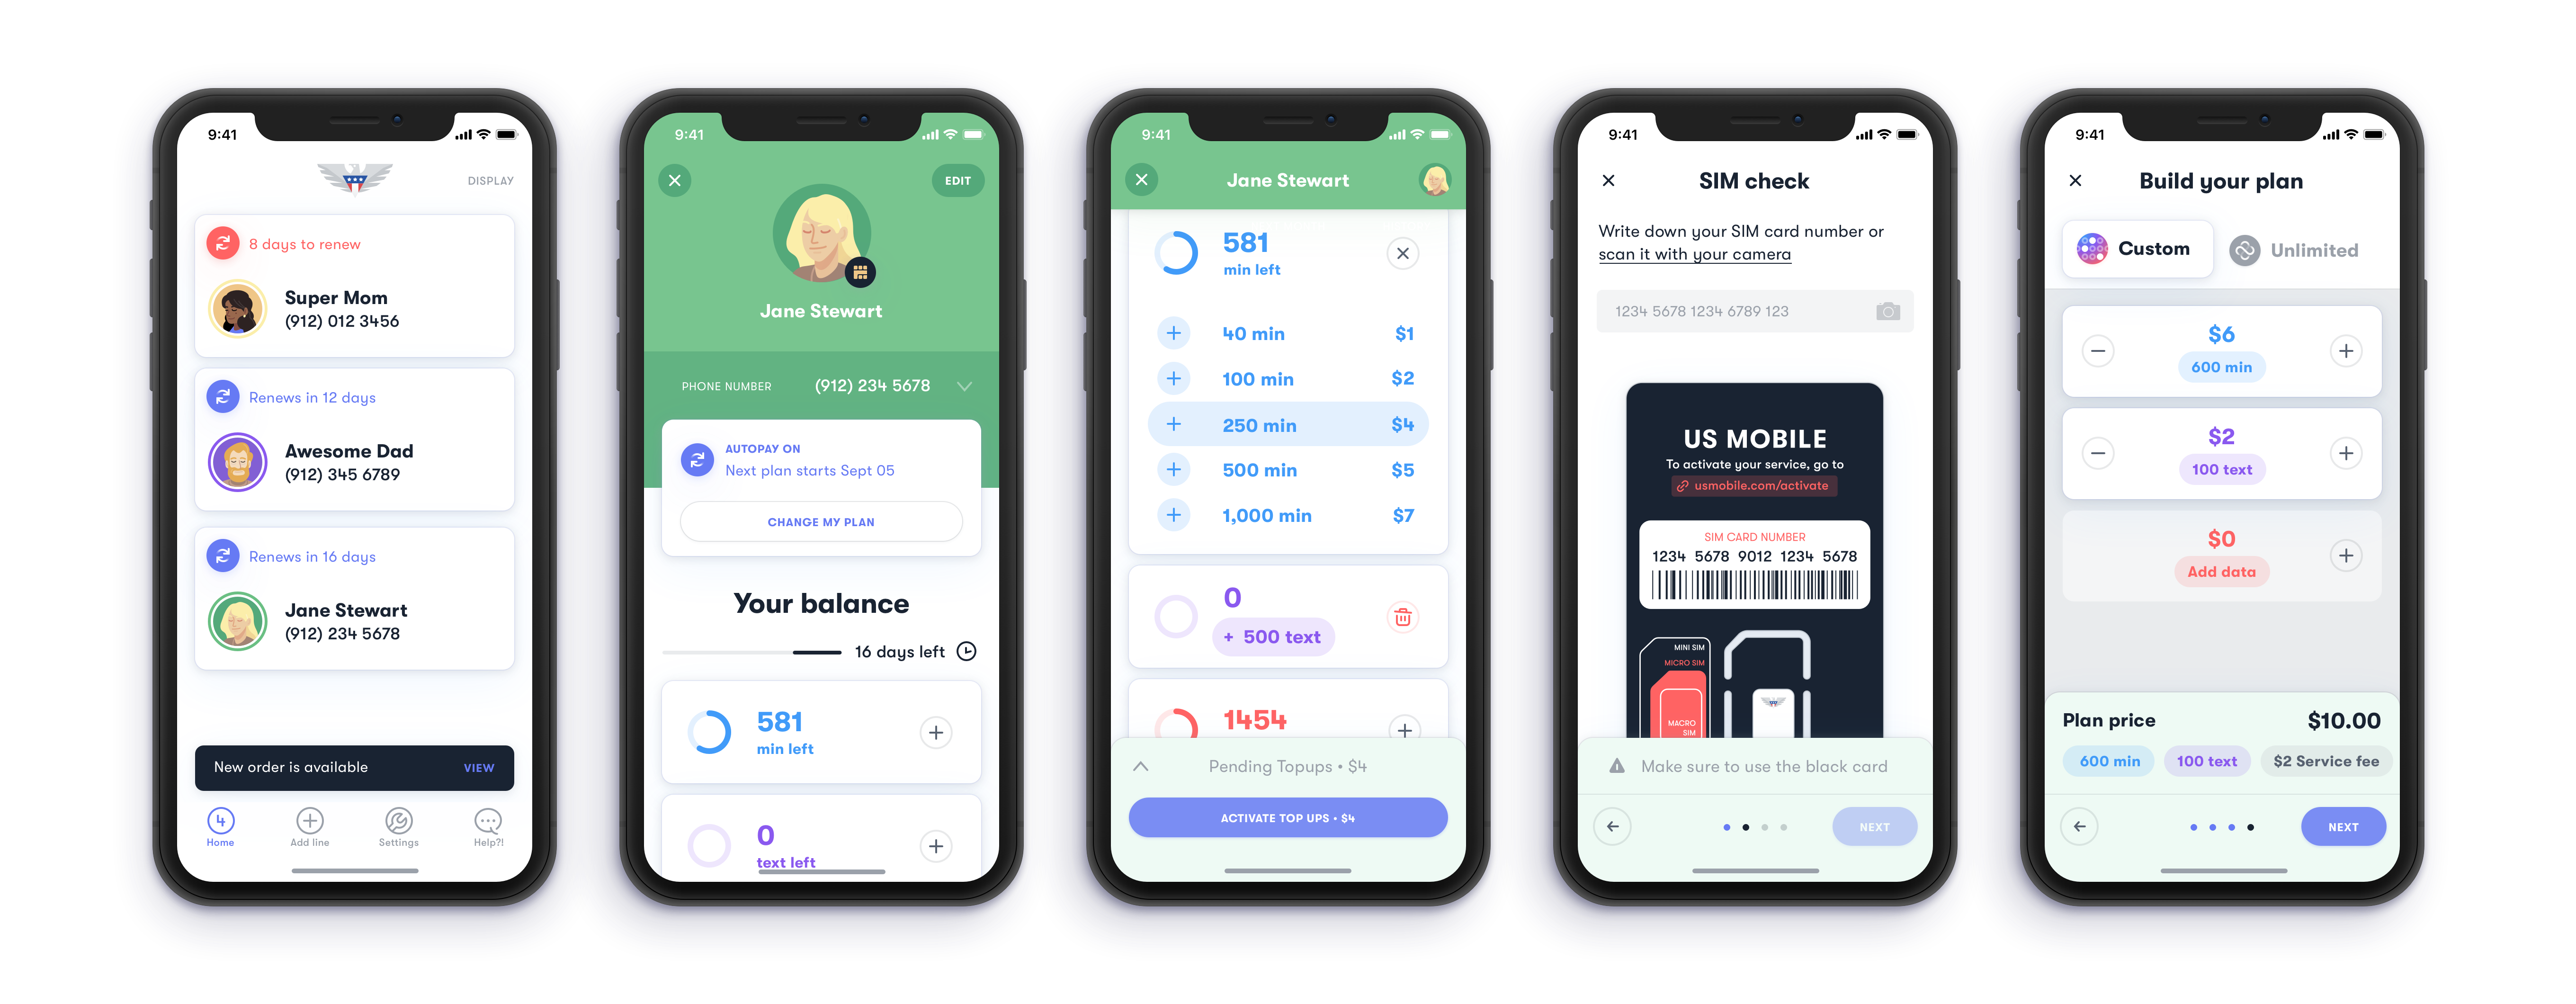 9:41
DISPLAY
8 days to renew
Super Mom
(912) 012 3456
Renews in 12 days
Awesome Dad
(912) 345 6789
Renews in 16 days
Jane Stewart
(912) 234 5678
New order is available VIEW
4
Home Add line Settings Help?!
9:41
EDIT
Jane Stewart
PHONE NUMBER (912) 234 5678
AUTOPAY ON
Next plan starts Sept 05
CHANGE MY PLAN
Your balance
16 days left
581
min left
0
text left
9:41
Jane Stewart
581
min left
40 min $1
100 min $2
250 min $4
500 min $5
1,000 min $7
0
+ 500 text
1454
Pending Topups • $4
ACTIVATE TOP UPS • $4
9:41
SIM check
Write down your SIM card number or
scan it with your camera
1234 5678 1234 6789 123
US MOBILE
To activate your service, go to
usmobile.com/activate
SIM CARD NUMBER
1234 5678 9012 1234 5678
MINI SIM
MICRO SIM
MACRO
SIM
Make sure to use the black card
NEXT
9:41
Build your plan
Custom Unlimited
$6
600 min
$2
100 text
$0
Add data
Plan price $10.00
600 min 100 text $2 Service fee
NEXT